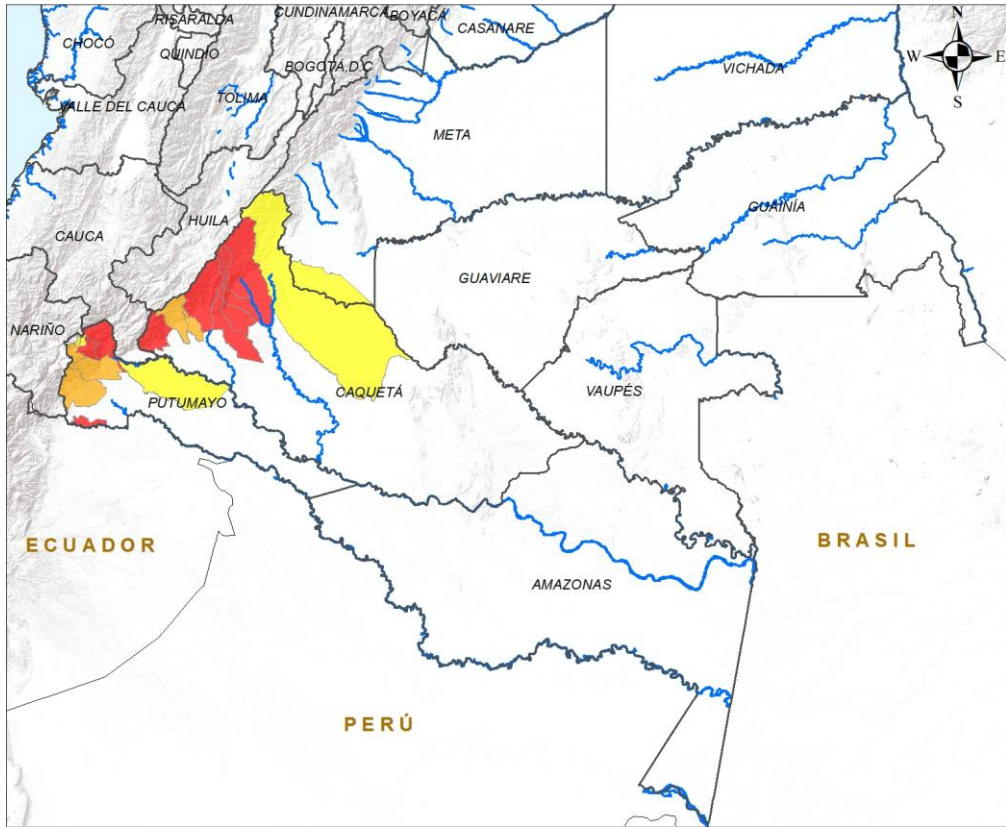 RISARALDA
CUNDINAMARCA
BOYACÁ
CASANARE
CHOCÓ
QUINDÍO
BOGOTÁ D.C
VICHADA
N
W
E
S
VALLE DEL CAUCA
TOLIMA
META
HUILA
GUAINÍA
CAUCA
GUAVIARE
NARIÑO
CAQUETÁ
VAUPÉS
PUTUMAYO
ECUADOR
BRASIL
AMAZONAS
PERÚ